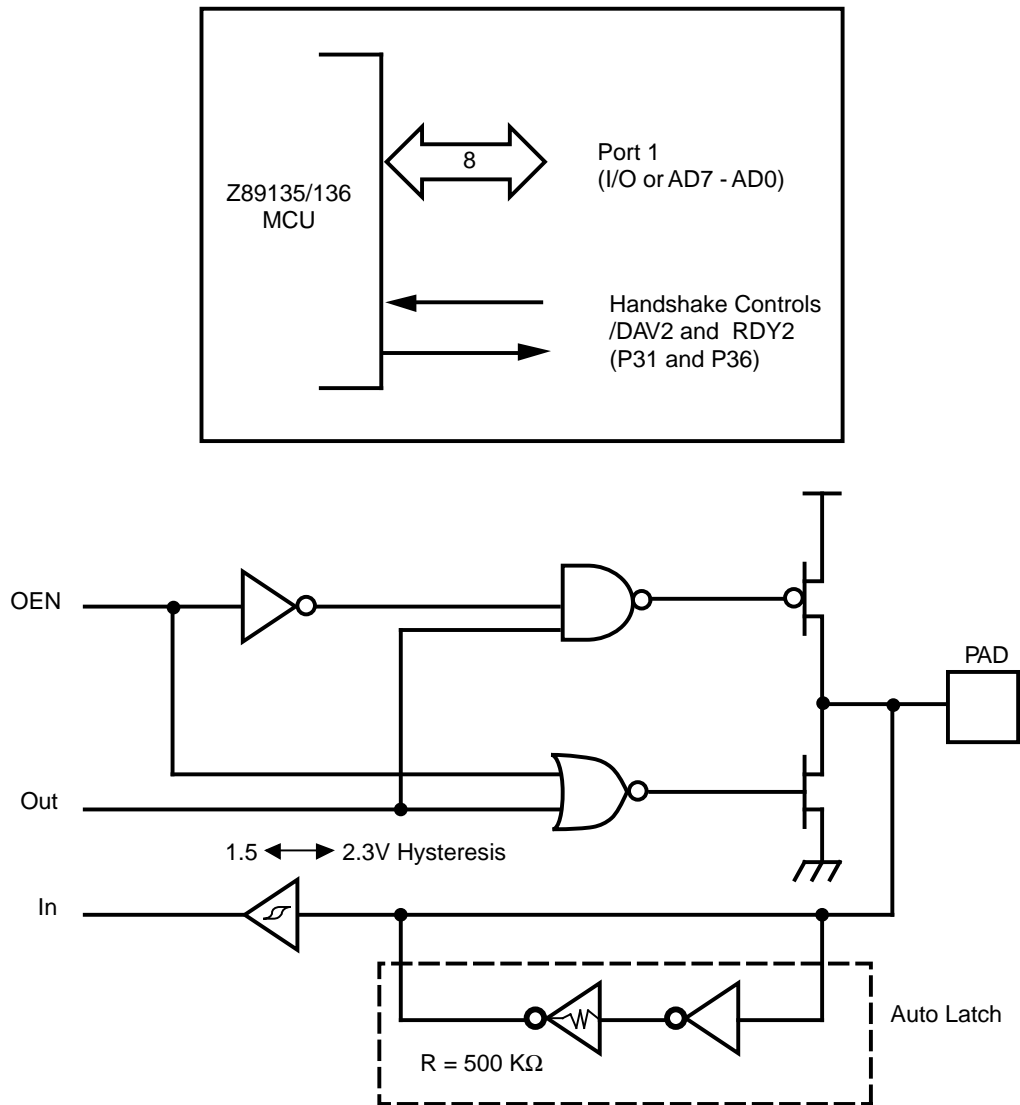 Z89135/136
MCU
8
Port 1
(I/O or AD7 - AD0)
Handshake Controls
/DAV2 and RDY2
(P31 and P36)
OEN
PAD
Out
1.5 2.3V Hysteresis
In
Auto Latch
R = 500 KΩ